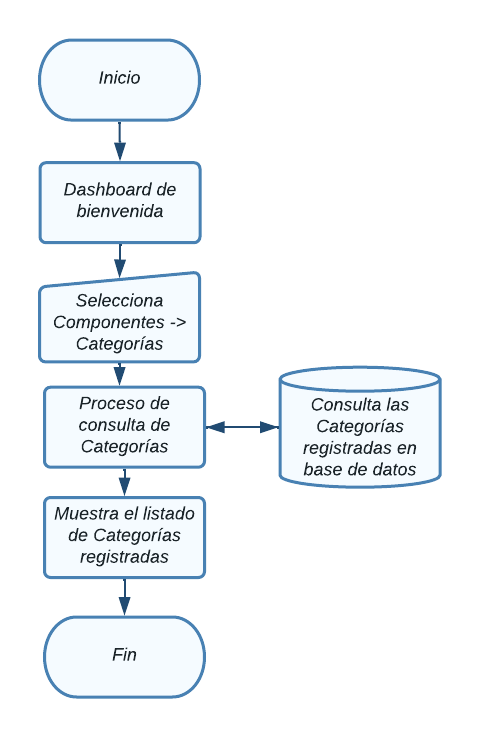 Inicio
Dashboard de
bienvenida
Selecciona
Componentes ->
Categorías
Proceso de
consulta de
Categorías
Consulta las
Categorías
registradas en
base de datos
Muestra el listado
de Categorías
registradas
Fin